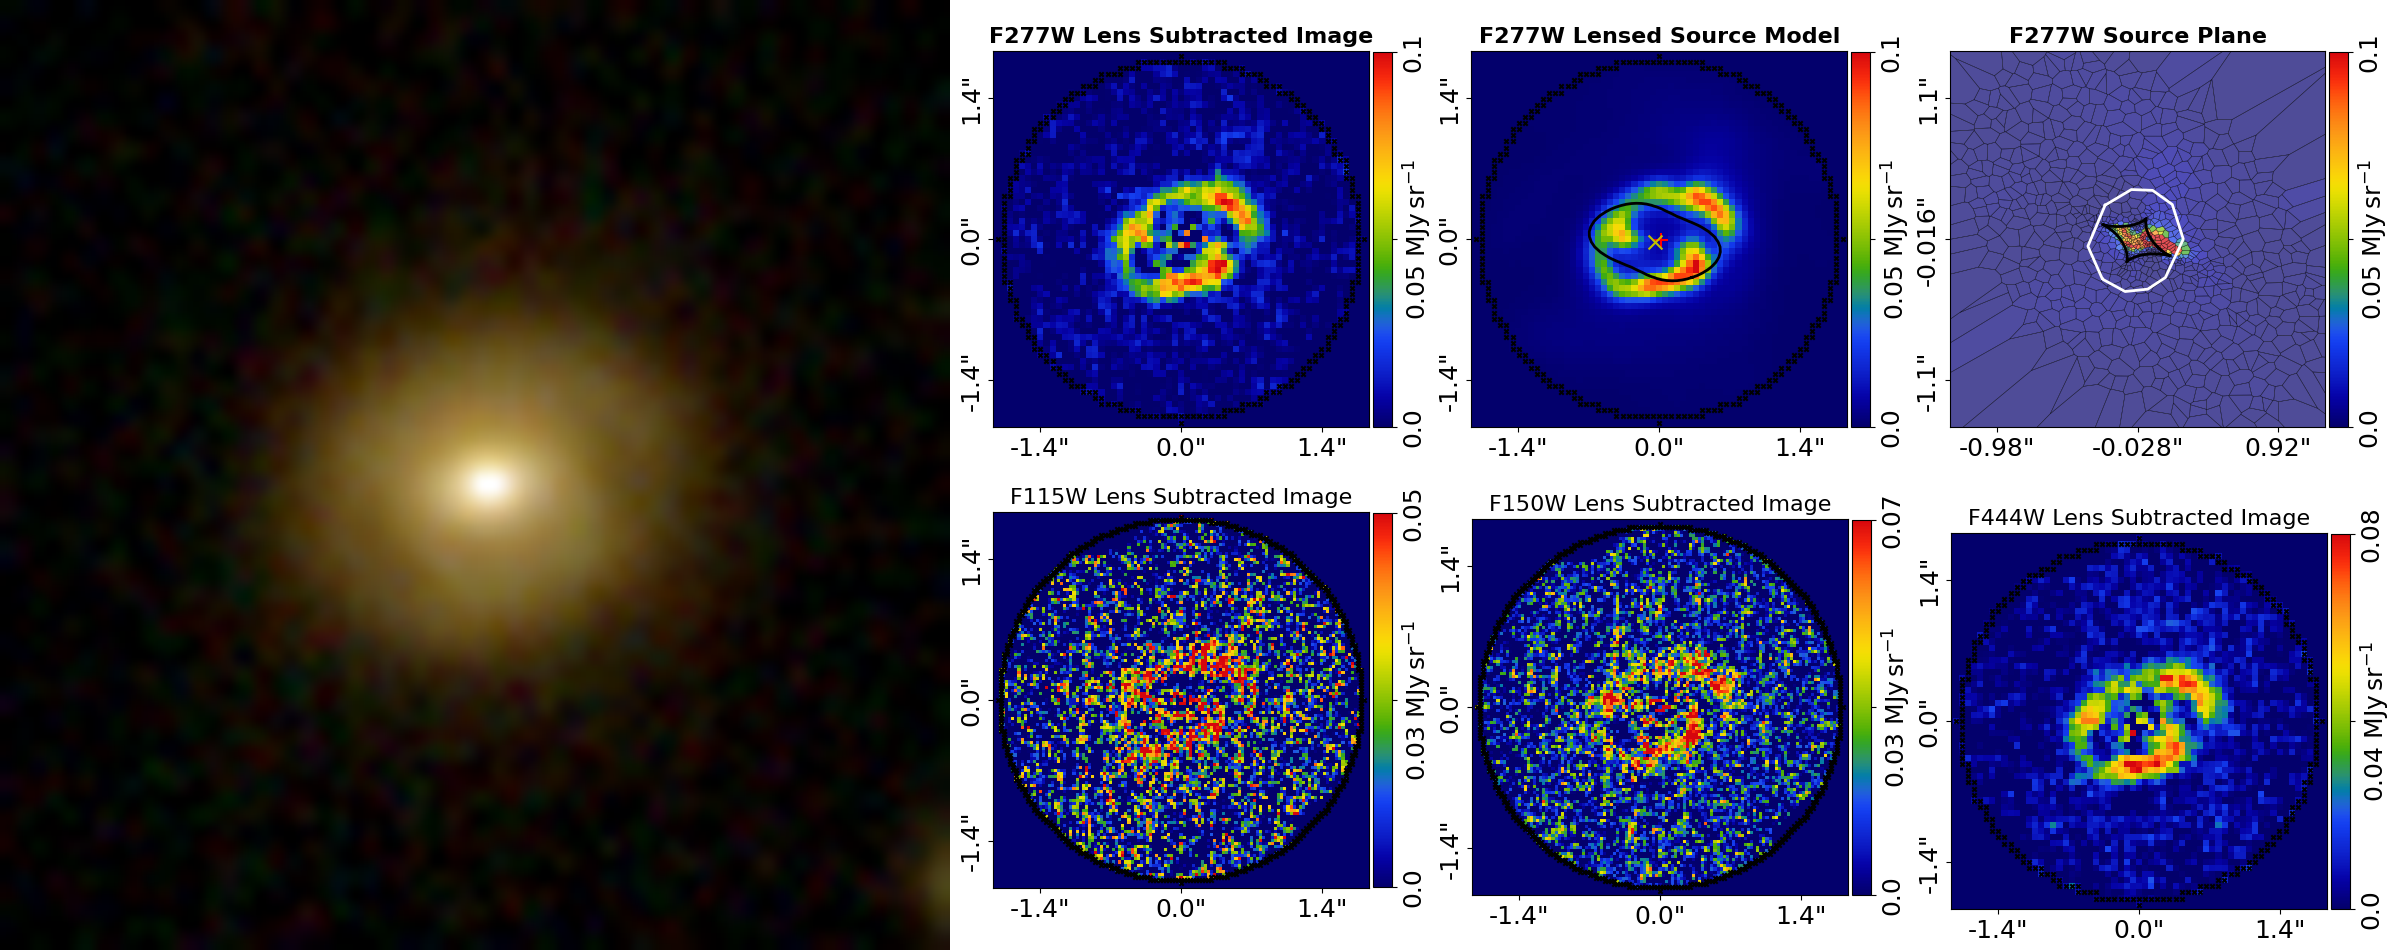 F277W Lens Subtracted Image
1.4"
0.0"
-1.4"
-1.4" 0.0" 1.4"
0.1
0.05 MJy sr⁻¹
0.0
F277W Lensed Source Model
1.4"
0.0"
-1.4"
-1.4" 0.0" 1.4"
0.1
0.05 MJy sr⁻¹
0.0
F277W Source Plane
1.1"
-0.016"
-1.1"
-0.98" -0.028" 0.92"
0.1
0.05 MJy sr⁻¹
0.0
F115W Lens Subtracted Image
1.4"
0.0"
-1.4"
-1.4" 0.0" 1.4"
0.05
0.03 MJy sr⁻¹
0.0
F150W Lens Subtracted Image
1.4"
0.0"
-1.4"
-1.4" 0.0" 1.4"
0.07
0.03 MJy sr⁻¹
0.0
F444W Lens Subtracted Image
1.4"
0.0"
-1.4"
-1.4" 0.0" 1.4"
0.08
0.04 MJy sr⁻¹
0.0